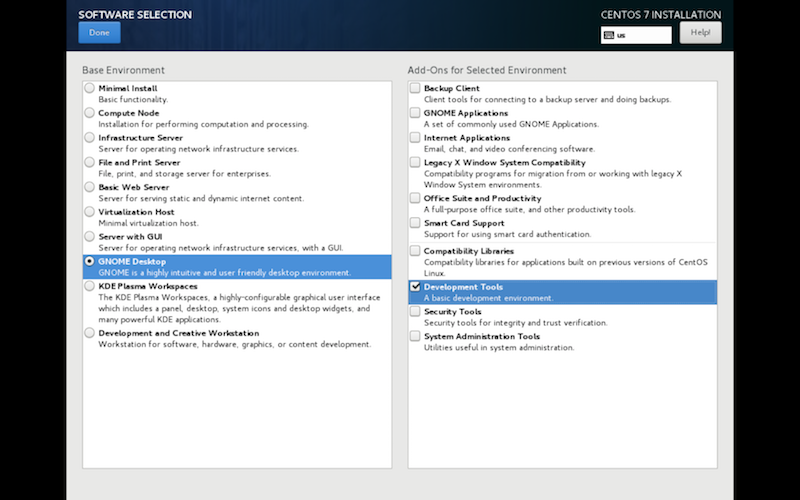 SOFTWARE SELECTION
CENTOS 7 INSTALLATION
Done
us
Help!
Base Environment
Minimal Install
Basic functionality.
Compute Node
Installation for performing computation and processing.
Infrastructure Server
Server for operating network infrastructure services.
File and Print Server
File, print, and storage server for enterprises.
Basic Web Server
Server for serving static and dynamic internet content.
Virtualization Host
Minimal virtualization host.
Server with GUI
Server for operating network infrastructure services, with a GUI.
GNOME Desktop
GNOME is a highly intuitive and user friendly desktop environment.
KDE Plasma Workspaces
The KDE Plasma Workspaces, a highly-configurable graphical user interface
which includes a panel, desktop, system icons and desktop widgets, and
many powerful KDE applications.
Development and Creative Workstation
Workstation for software, hardware, graphics, or content development.
Add-Ons for Selected Environment
Backup Client
Client tools for connecting to a backup server and doing backups.
GNOME Applications
A set of commonly used GNOME Applications.
Internet Applications
Email, chat, and video conferencing software.
Legacy X Window System Compatibility
Compatibility programs for migration from or working with legacy X
Window System environments.
Office Suite and Productivity
A full-purpose office suite, and other productivity tools.
Smart Card Support
Support for using smart card authentication.
Compatibility Libraries
Compatibility libraries for applications built on previous versions of CentOS
Linux.
Development Tools
A basic development environment.
Security Tools
Security tools for integrity and trust verification.
System Administration Tools
Utilities useful in system administration.